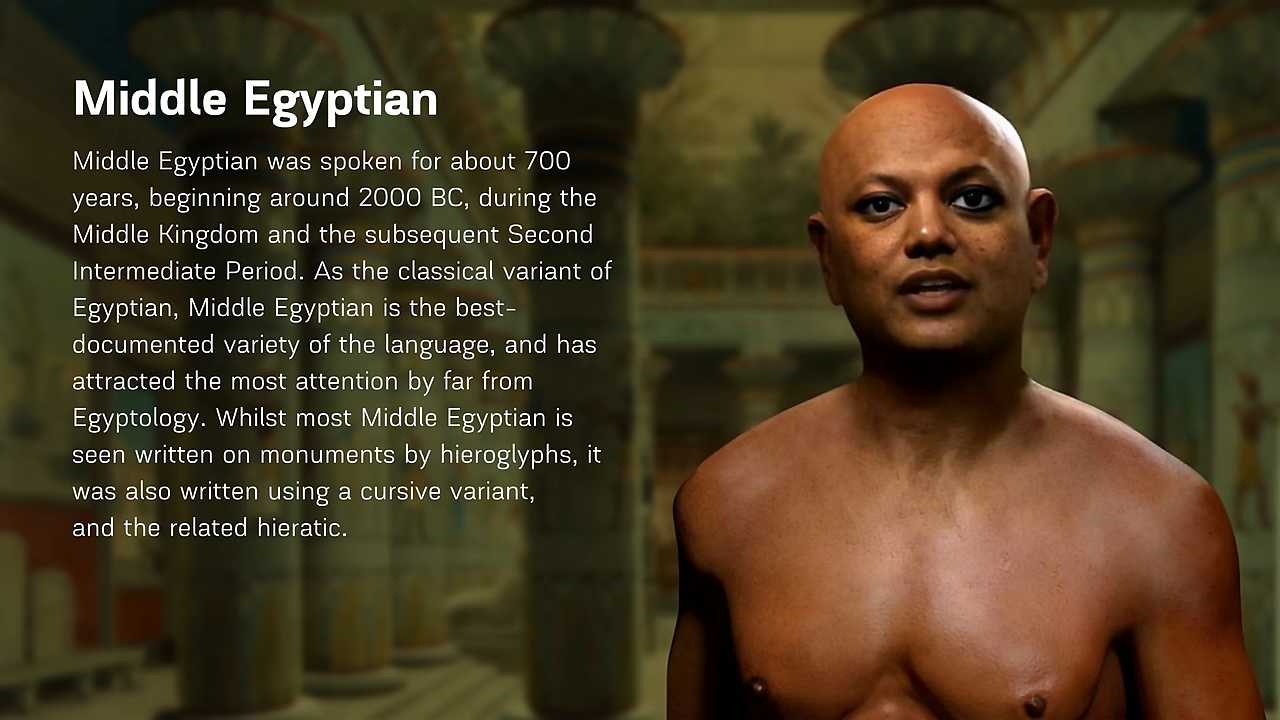 Middle Egyptian
Middle Egyptian was spoken for about 700
years, beginning around 2000 BC, during the
Middle Kingdom and the subsequent Second
Intermediate Period. As the classical variant of
Egyptian, Middle Egyptian is the best-
documented variety of the language, and has
attracted the most attention by far from
Egyptology. Whilst most Middle Egyptian is
seen written on monuments by hieroglyphs, it
was also written using a cursive variant,
and the related hieratic.